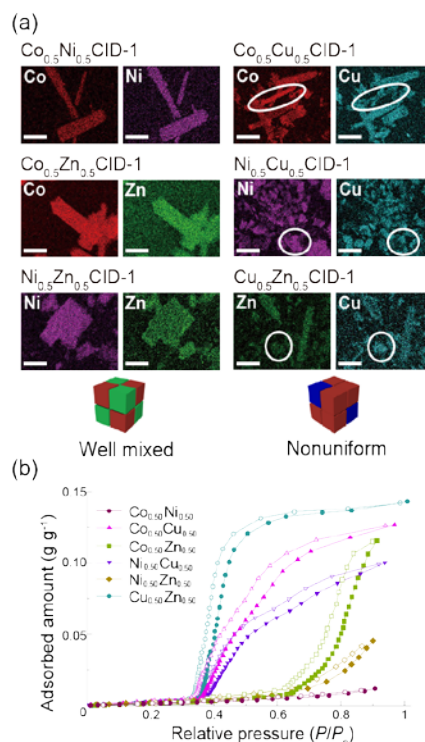 (a)
Co0.5Ni0.5CID-1
Co0.5Cu0.5CID-1
Co
Ni
Co
Cu
Co0.5Zn0.5CID-1
Ni0.5Cu0.5CID-1
Co
Zn
Ni
Cu
Ni0.5Zn0.5CID-1
Cu0.5Zn0.5CID-1
Ni
Zn
Zn
Cu
Well mixed
Nonuniform
(b)
0.15
0.10
0.05
0
Adsorbed amount (g g⁻¹)
Co0.50Ni0.50
Co0.50Cu0.50
Co0.50Zn0.50
Ni0.50Cu0.50
Ni0.50Zn0.50
Cu0.50Zn0.50
0
0.2
0.4
0.6
0.8
1
Relative pressure (P/P